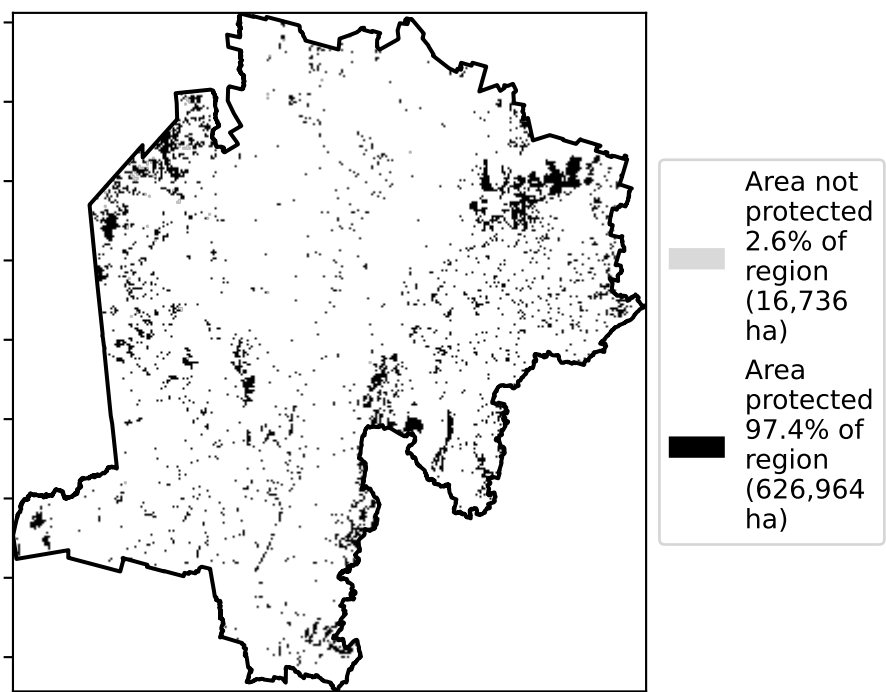 Area not
protected
2.6% of
region
(16,736
ha)
Area
protected
97.4% of
region
(626,964
ha)